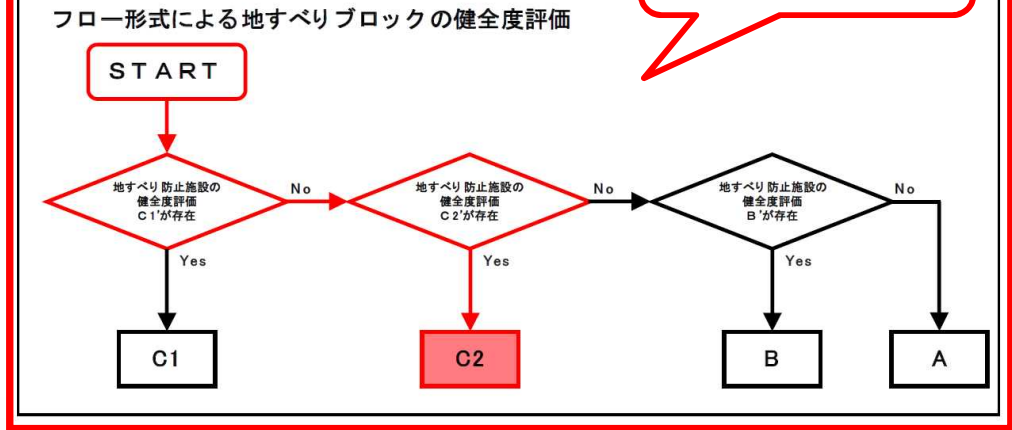 フロー形式による地すべりブロックの健全度評価
START
地すべり防止施設の
健全度評価
C1'が存在
No
地すべり防止施設の
健全度評価
C2'が存在
No
地すべり防止施設の
健全度評価
B'が存在
No
Yes
Yes
Yes
C1
C2
B
A